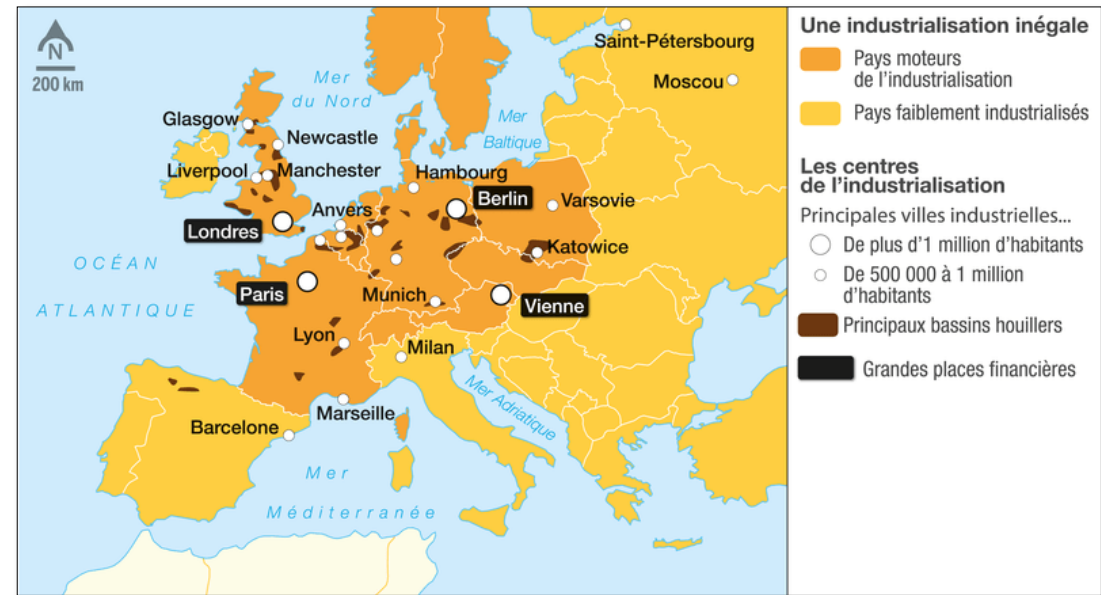 N
200 km
Mer
du Nord
Mer
Baltique
OCÉAN
ATLANTIQUE
Mer Adriatique
Mer
Méditerranée
Saint-Pétersbourg
Moscou
Glasgow
Newcastle
Liverpool
Manchester
Hambourg
Berlin
Varsovie
Anvers
Londres
Katowice
Paris
Munich
Vienne
Lyon
Milan
Marseille
Barcelone
Une industrialisation inégale
Pays moteurs
de l'industrialisation
Pays faiblement industrialisés
Les centres
de l'industrialisation
Principales villes industrielles...
De plus d'1 million d'habitants
De 500 000 à 1 million
d'habitants
Principaux bassins houillers
Grandes places financières